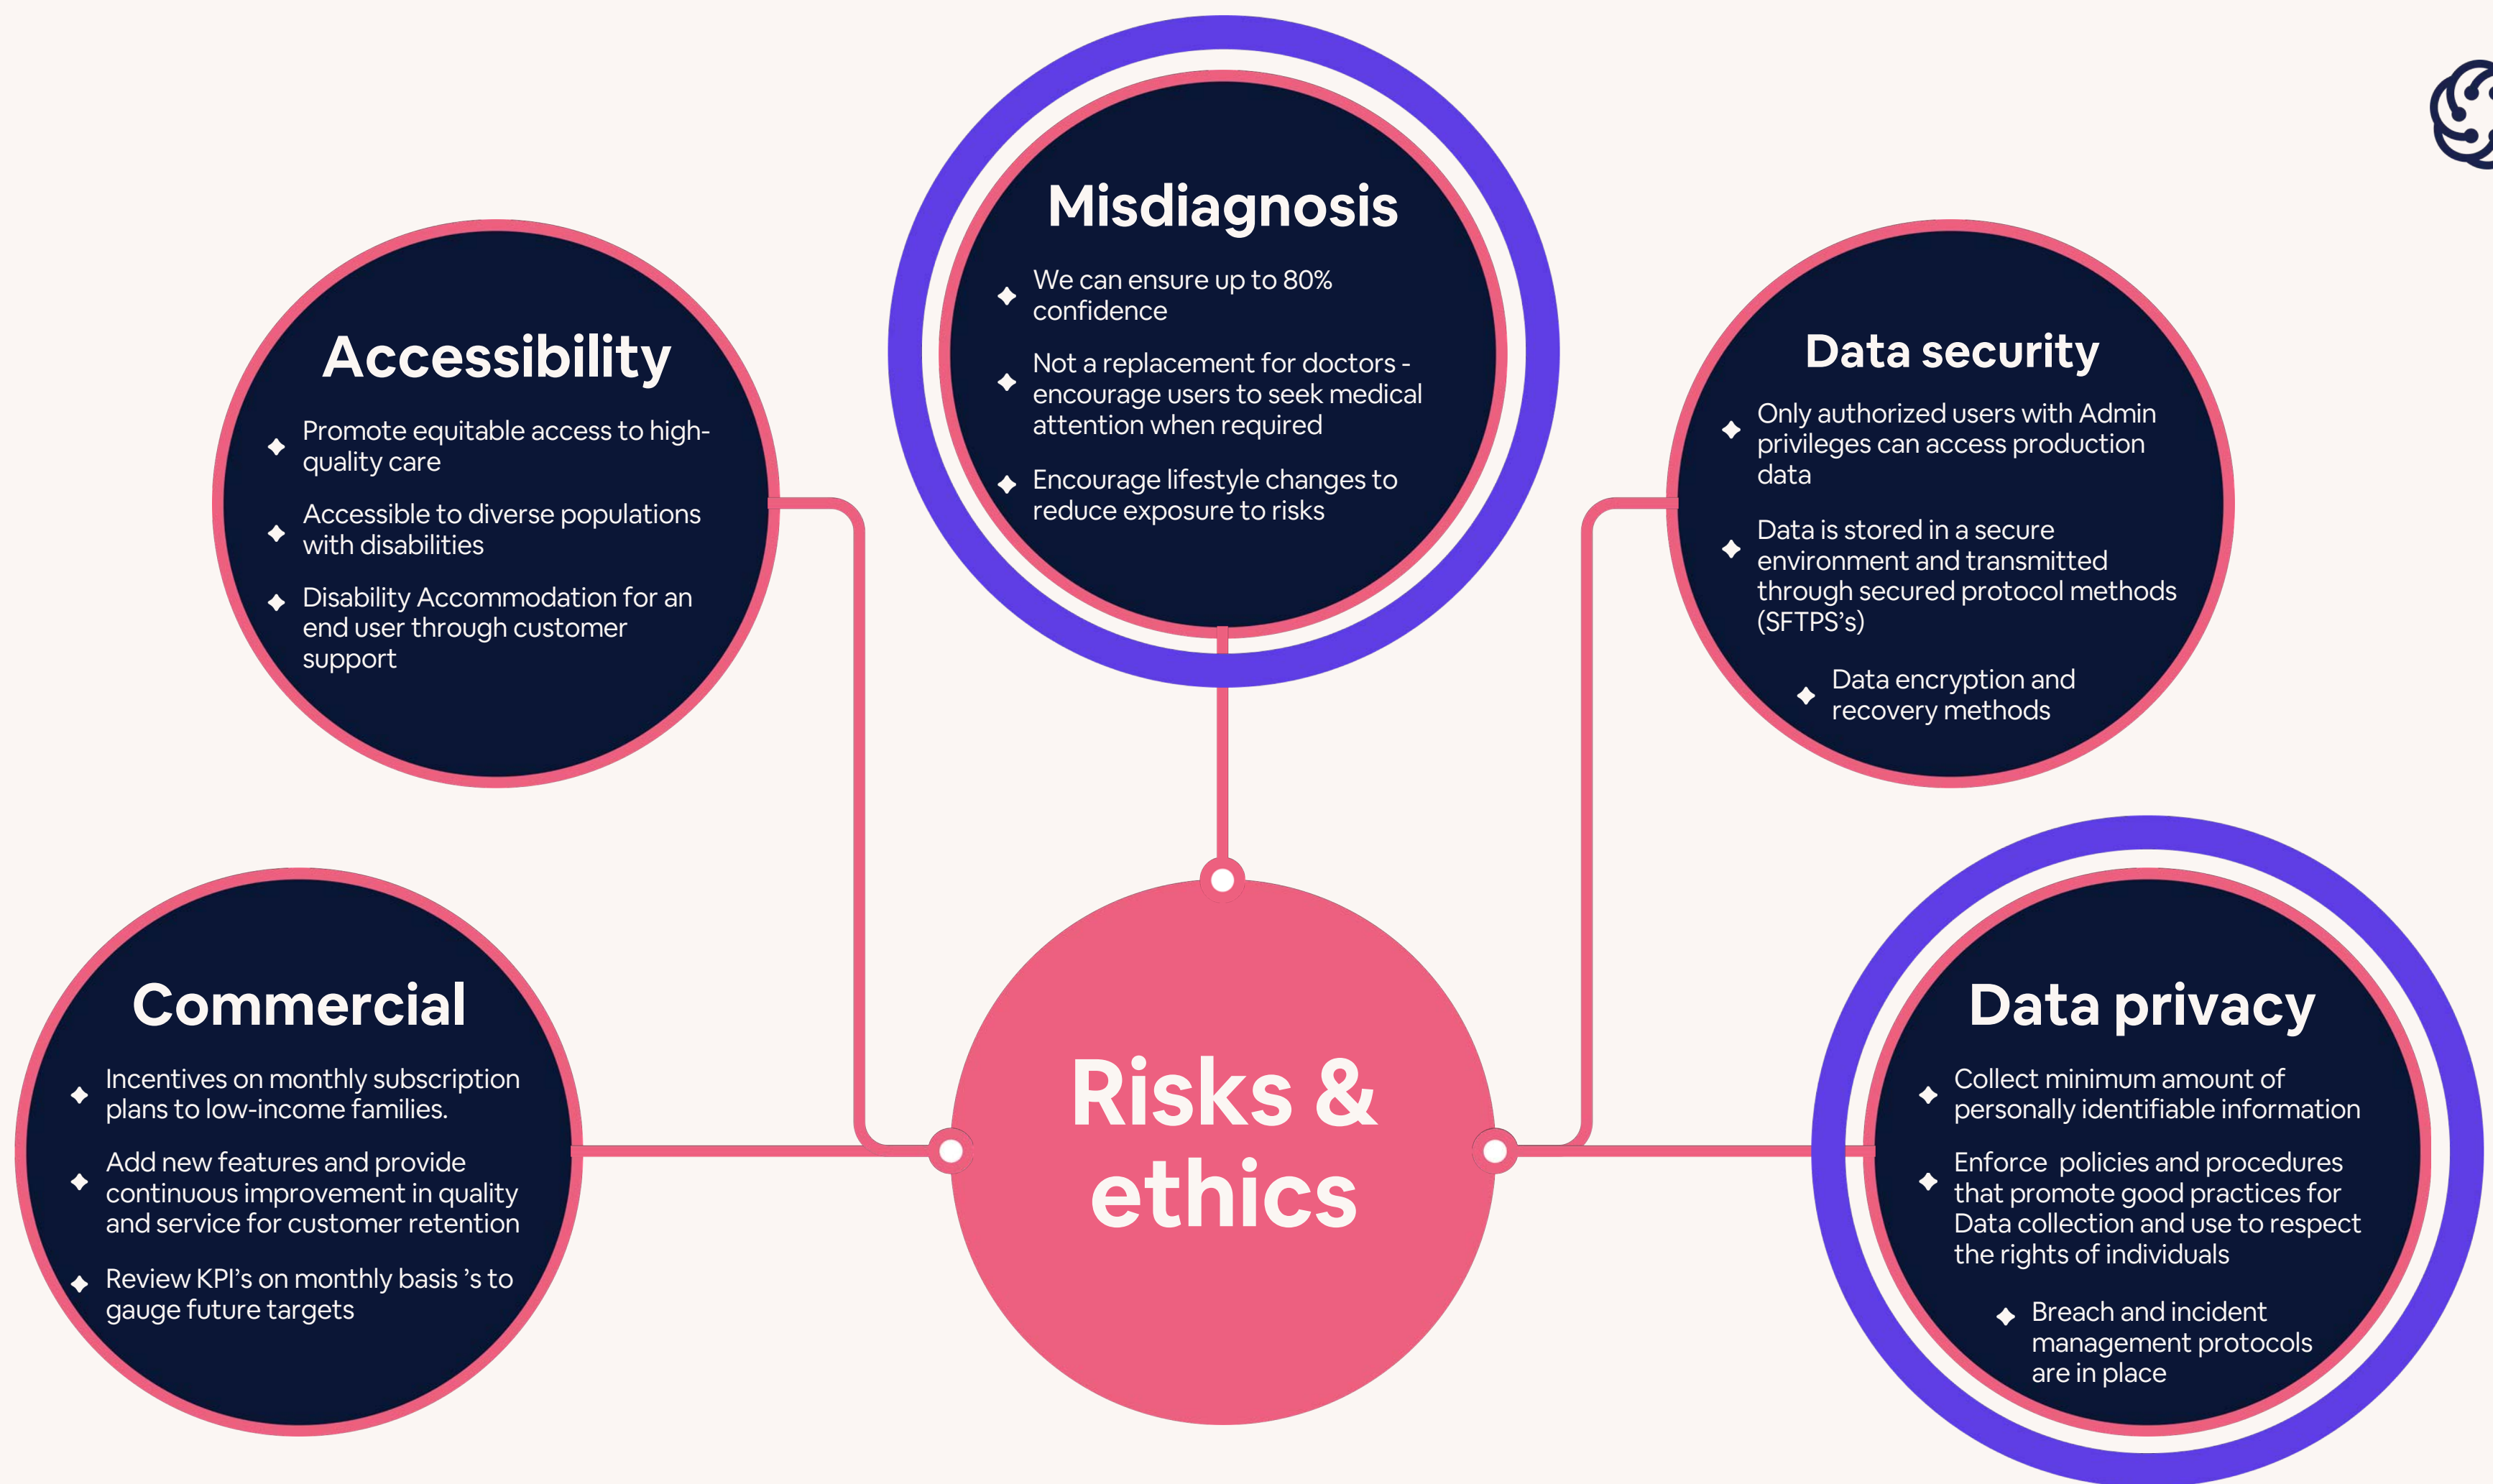 Misdiagnosis
We can ensure up to 80%
confidence
Not a replacement for doctors -
encourage users to seek medical
attention when required
Encourage lifestyle changes to
reduce exposure to risks
Accessibility
Promote equitable access to high-
quality care
Accessible to diverse populations
with disabilities
Disability Accommodation for an
end user through customer
support
Data security
Only authorized users with Admin
privileges can access production
data
Data is stored in a secure
environment and transmitted
through secured protocol methods
(SFTPS’s)
Data encryption and
recovery methods
Commercial
Incentives on monthly subscription
plans to low-income families.
Add new features and provide
continuous improvement in quality
and service for customer retention
Review KPI’s on monthly basis ’s to
gauge future targets
Risks &
ethics
Data privacy
Collect minimum amount of
personally identifiable information
Enforce  policies and procedures
that promote good practices for
Data collection and use to respect
the rights of individuals
Breach and incident
management protocols
are in place